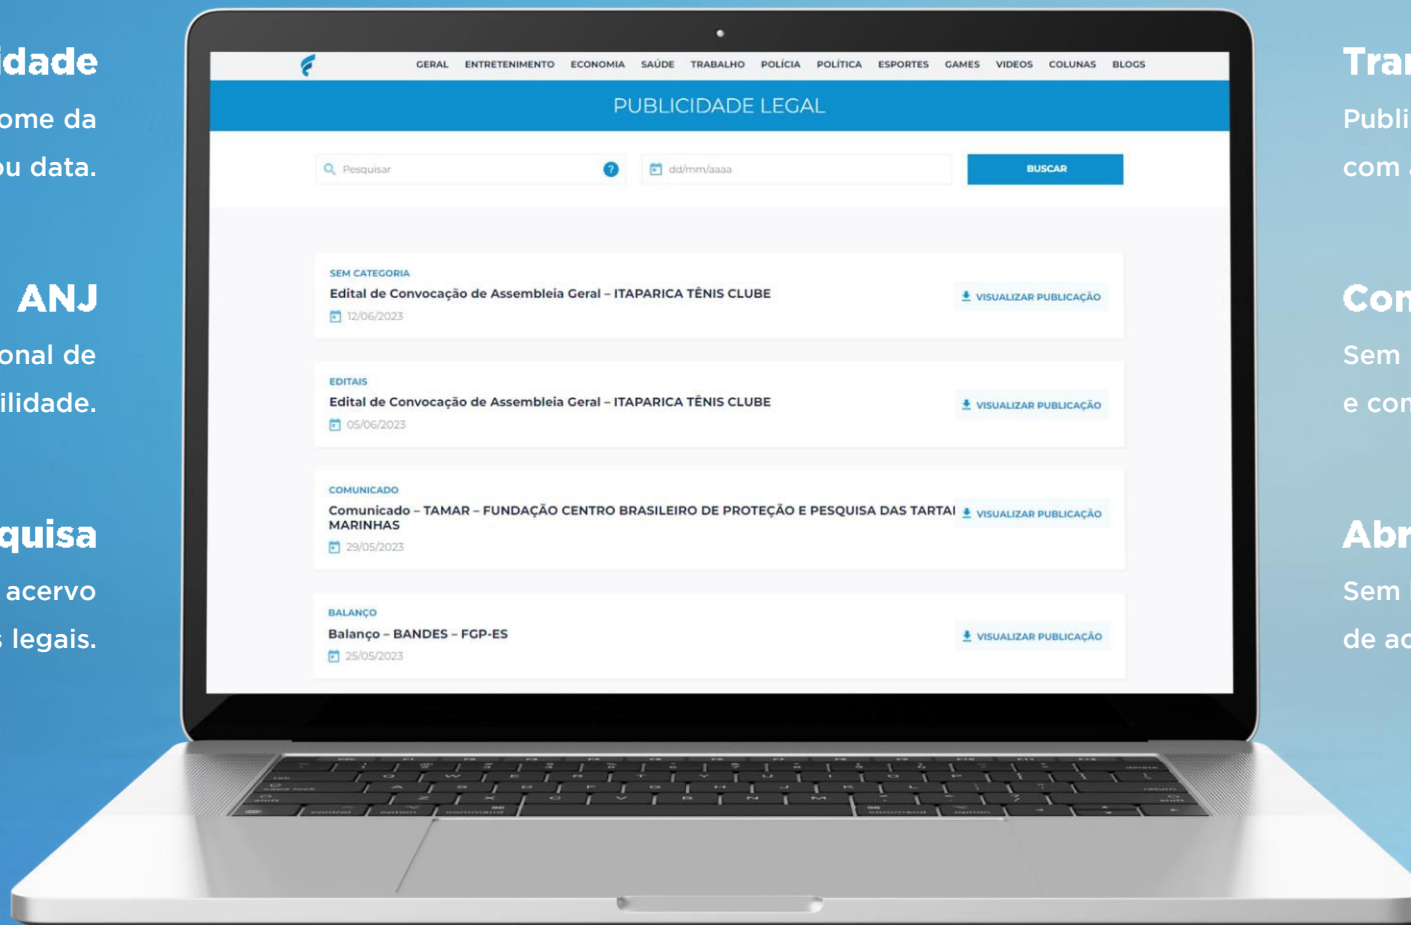 idade
ome da
ou data.
ANJ
onal de
ilidade.
quisa
acervo
s legais.
GERAL ENTRETENIMENTO ECONOMIA SAÚDE TRABALHO POLÍCIA POLÍTICA ESPORTES GAMES VIDEOS COLUNAS BLOGS
PUBLICIDADE LEGAL
Pesquisar
?
dd/mm/aaaa
BUSCAR
SEM CATEGORIA
Edital de Convocação de Assembleia Geral – ITAPARICA TÊNIS CLUBE
12/06/2023
VISUALIZAR PUBLICAÇÃO
EDITAIS
Edital de Convocação de Assembleia Geral – ITAPARICA TÊNIS CLUBE
05/06/2023
VISUALIZAR PUBLICAÇÃO
COMUNICADO
Comunicado – TAMAR – FUNDAÇÃO CENTRO BRASILEIRO DE PROTEÇÃO E PESQUISA DAS TARTA
MARINHAS
29/05/2023
VISUALIZAR PUBLICAÇÃO
BALANÇO
Balanço – BANDES – FGP-ES
25/05/2023
VISUALIZAR PUBLICAÇÃO
Tra
Publi
com
Con
Sem
e con
Abr
Sem
de ac